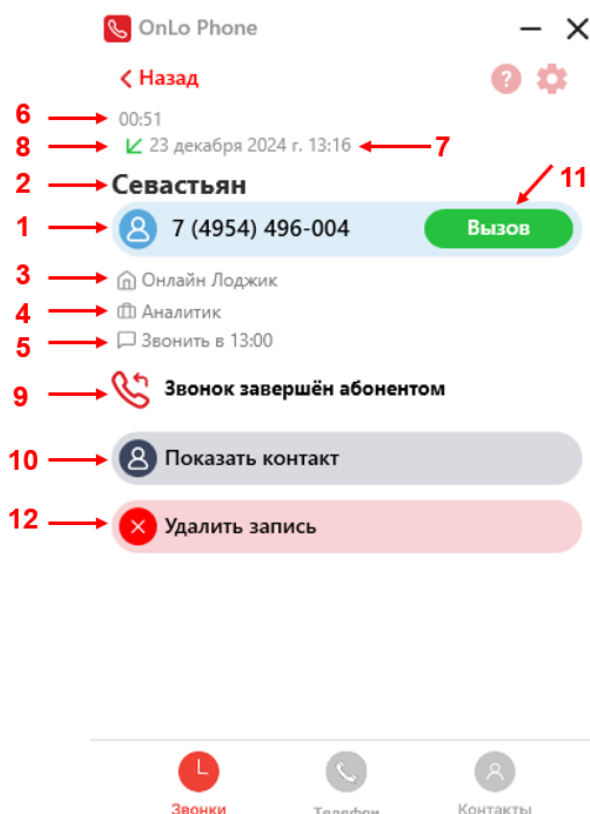 OnLo Phone
Назад
?
6 00:51
8 23 декабря 2024 г. 13:16 7
2 Севастьян 11
1 7 (4954) 496-004 Вызов
3 Онлайн Лоджик
4 Аналитик
5 Звонить в 13:00
9 Звонок завершён абонентом
10 Показать контакт
12 Удалить запись
Звонки Телефон Контакты